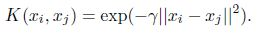 K(x_i, x_j) = exp(−γ||x_i − x_j||^2).